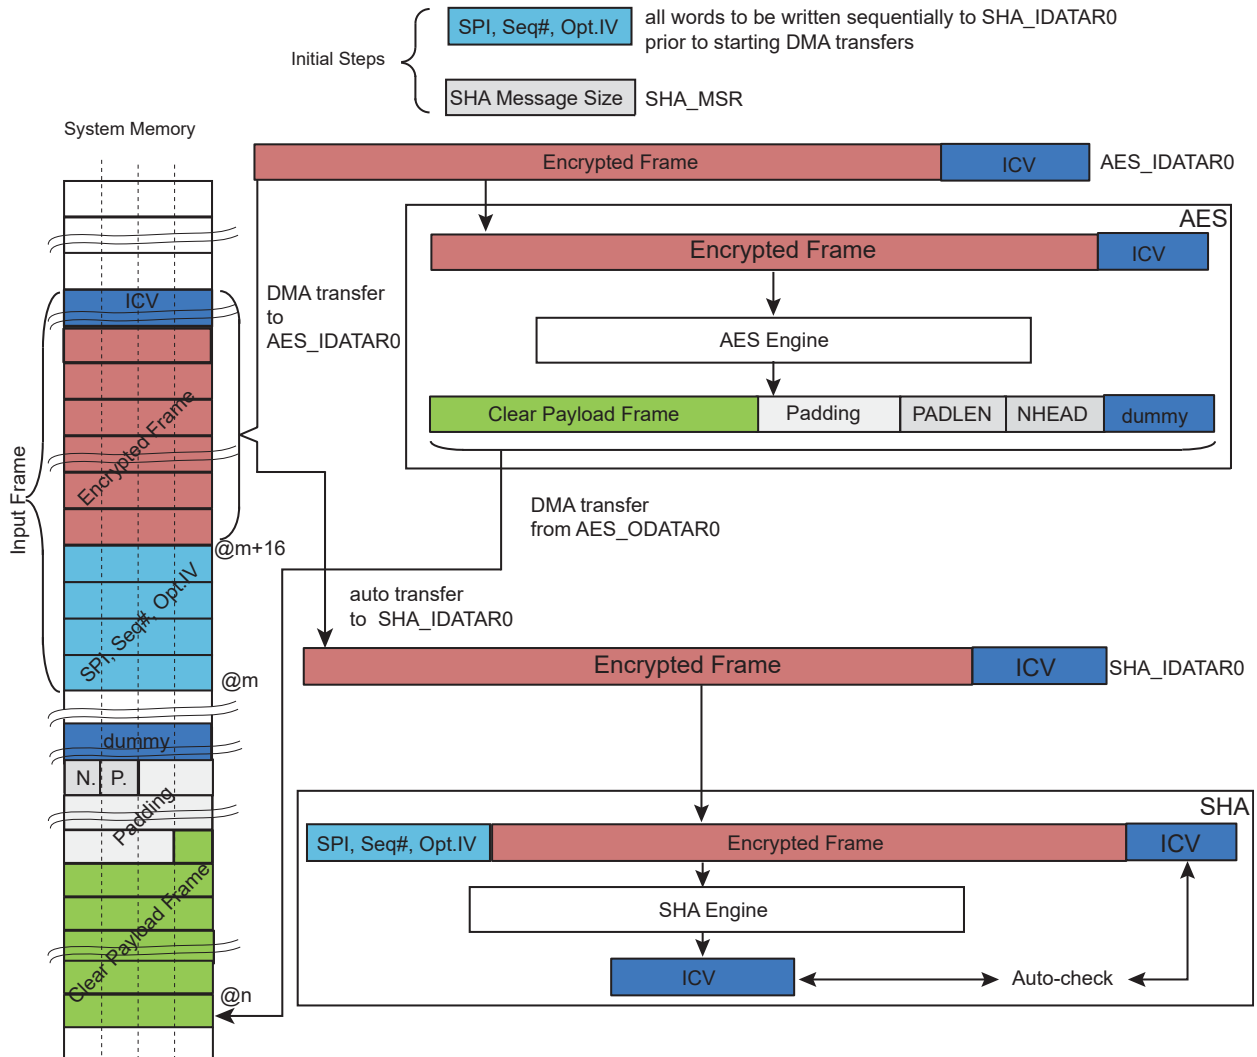 SPI, Seq#, Opt.IV
all words to be written sequentially to SHA_IDATAR0
prior to starting DMA transfers
Initial Steps
SHA Message Size
SHA_MSR
System Memory
Encrypted Frame
ICV
AES_IDATAR0
AES
Encrypted Frame
ICV
ICV
DMA transfer
to
AES_IDATAR0
AES Engine
Clear Payload Frame
Padding
PADLEN
NHEAD
dummy
Encrypted Frame
Input Frame
DMA transfer
from AES_ODATAR0
@m+16
auto transfer
to SHA_IDATAR0
SPI, Seq#, Opt.IV
Encrypted Frame
ICV
SHA_IDATAR0
@m
dummy
N.
P.
Padding
SHA
SPI, Seq#, Opt.IV
Encrypted Frame
ICV
Clear Payload Frame
SHA Engine
ICV
Auto-check
@n